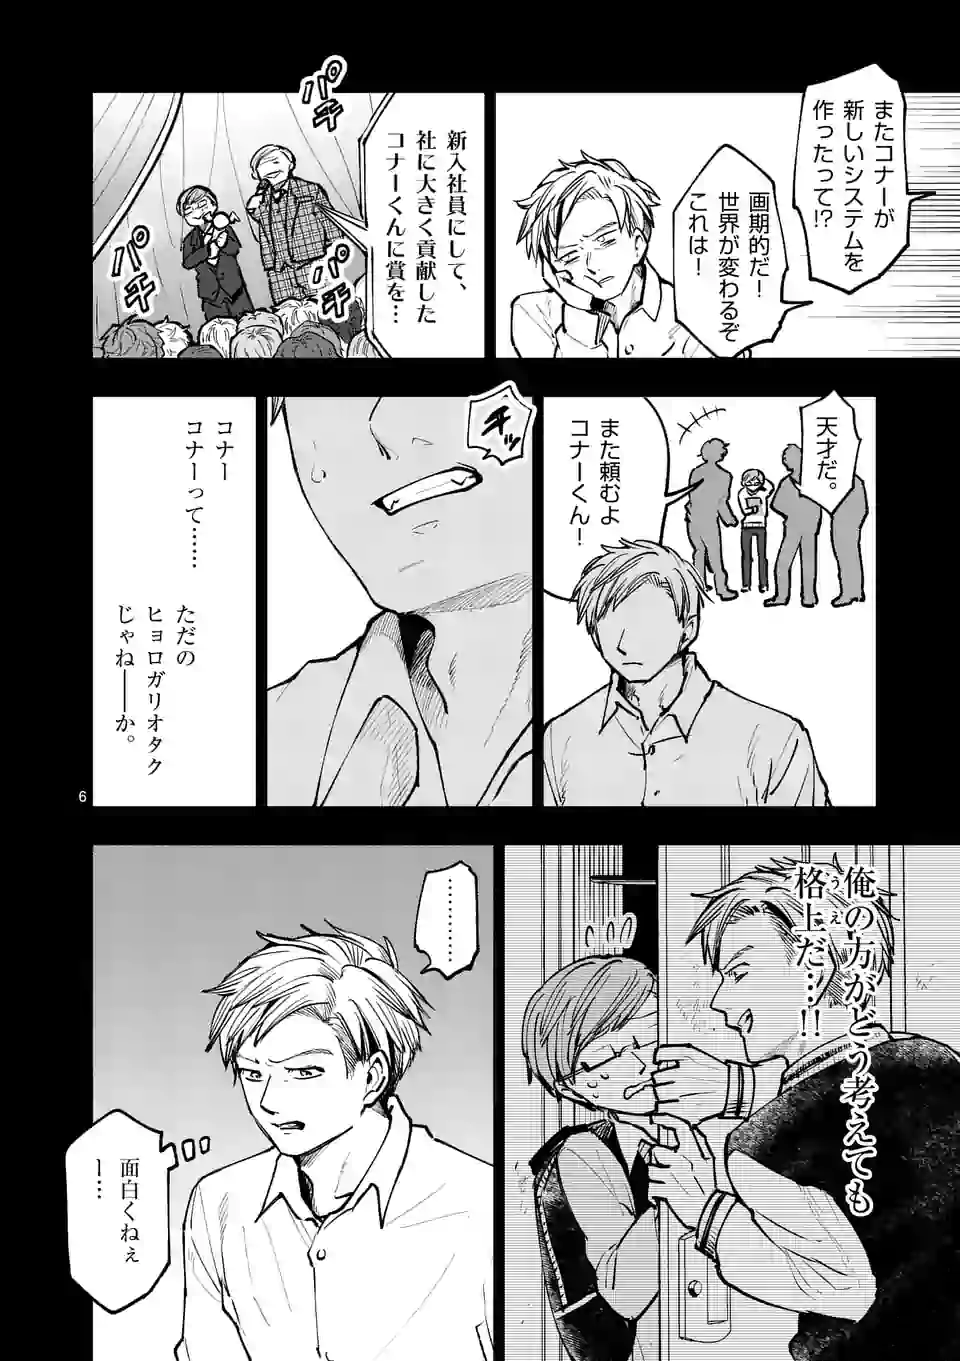 またコナーが
新しいシステムを
作ったって!?
画期的だ！
世界が変わるぞ
これは！
新入社員にして、
社に大きく貢献した
コナーくんに賞を…
パチ
パチ
パチ
天才だ。
また頼むよ
コナーくん！
チッ
コナー
コナーって……
ただの
ヒョロガリオタク
じゃね――か。
6
俺の方がどう考えても
格上だ…!!
うえ
………
面白くねぇ
ー…